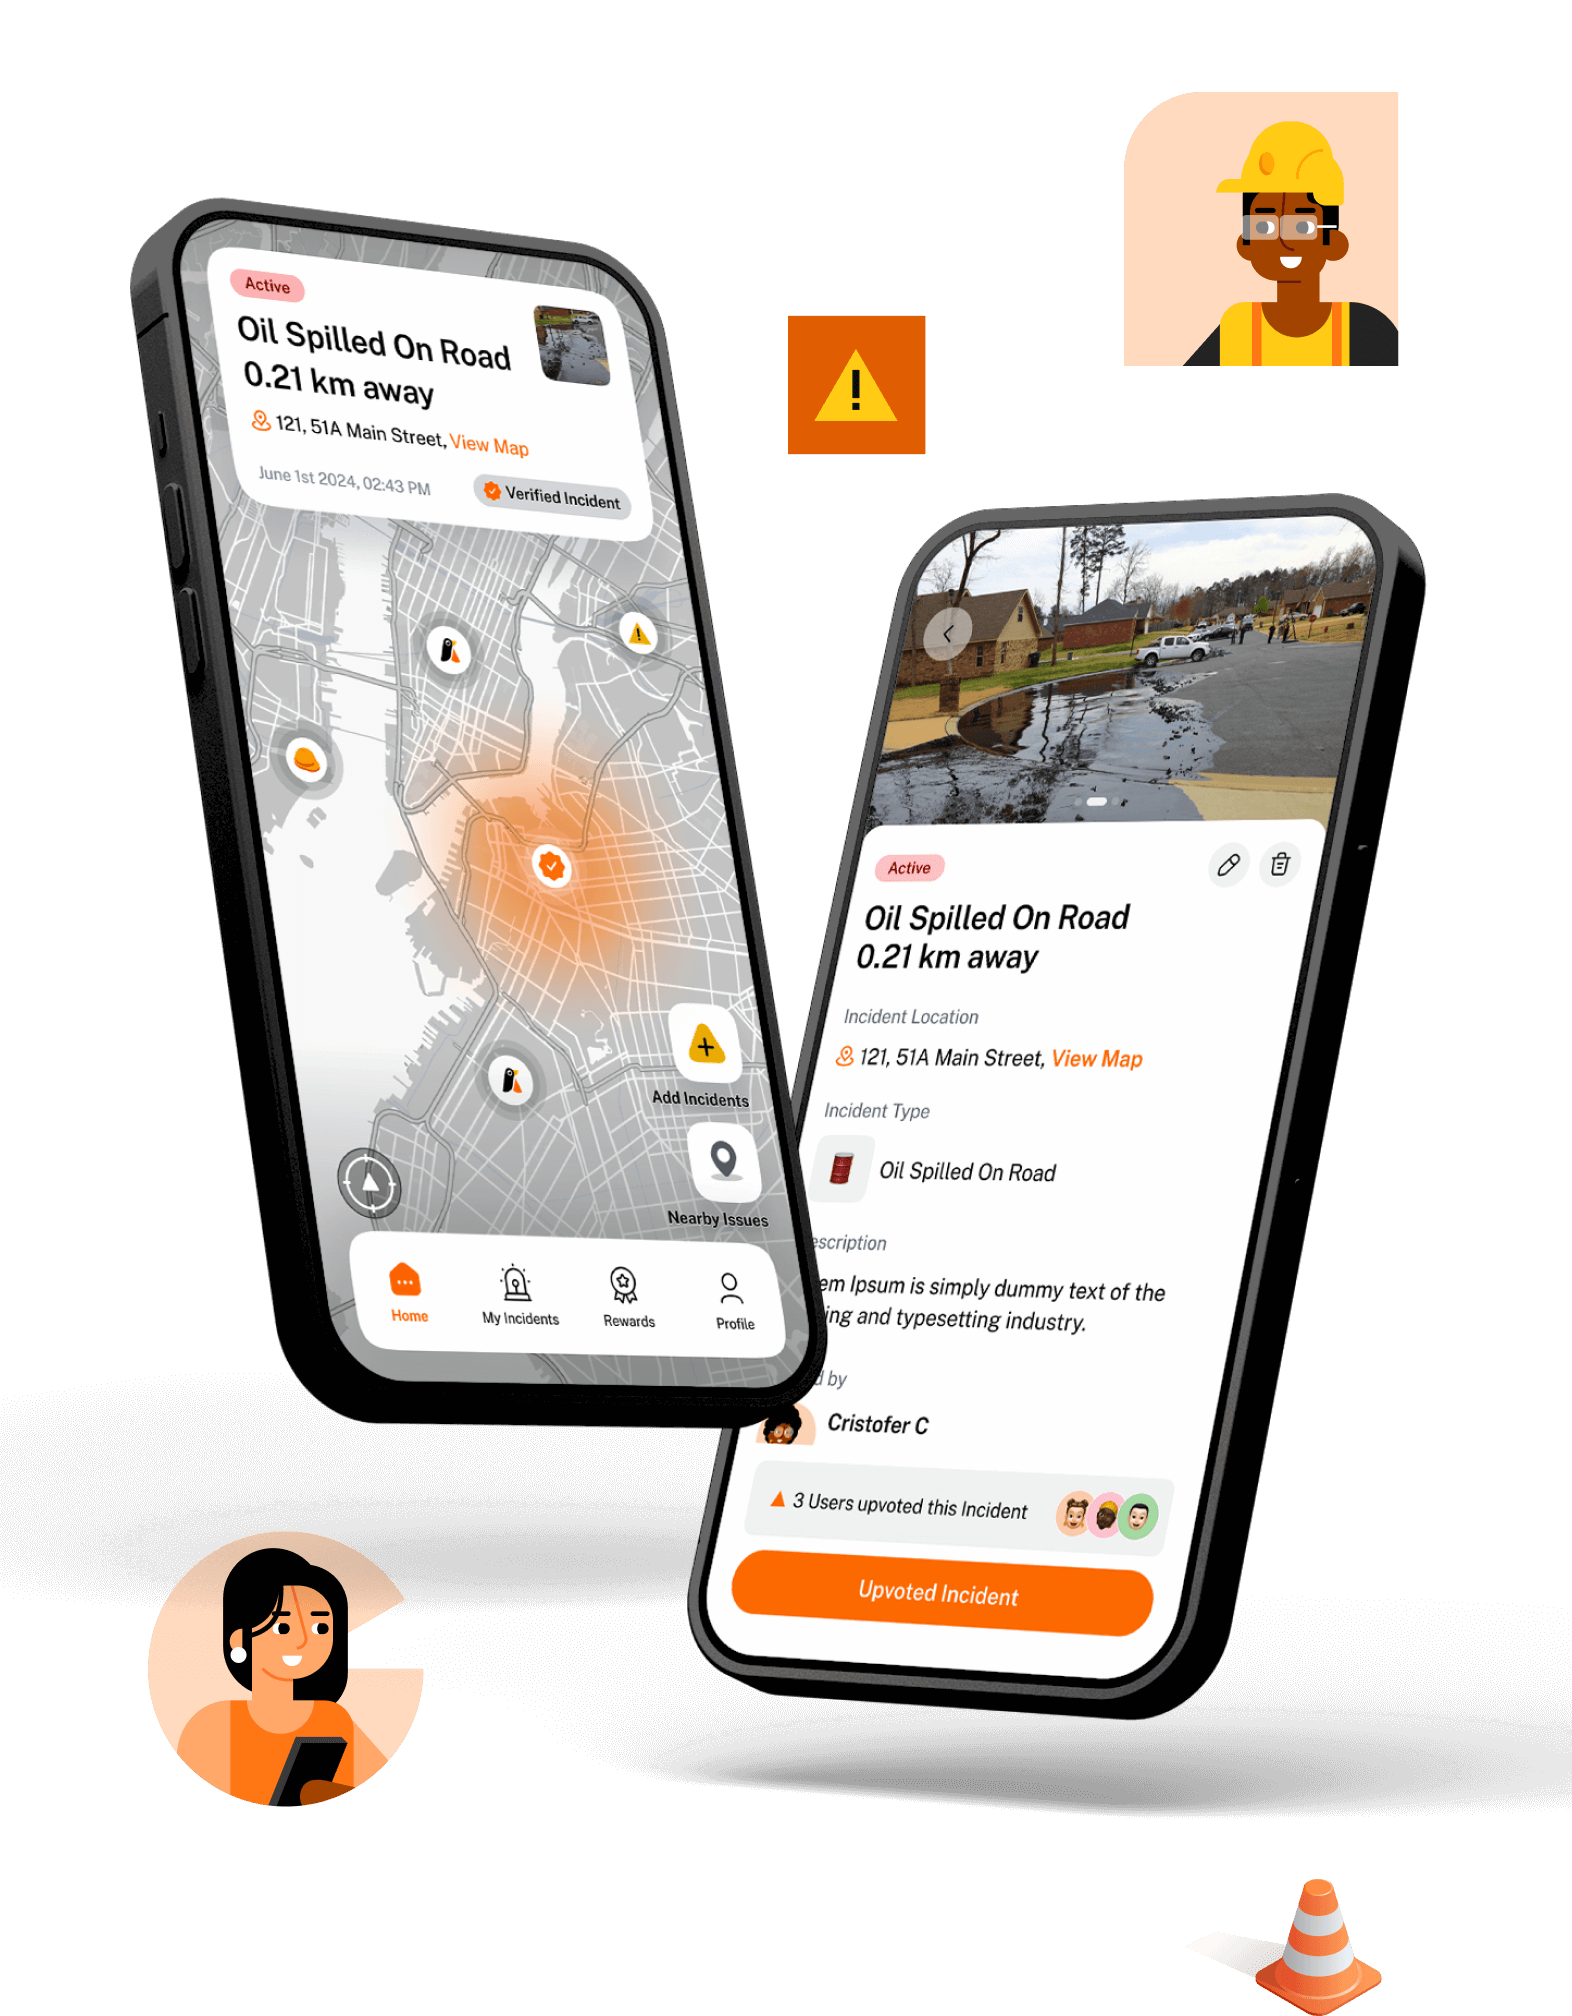 Active
Oil Spilled On Road
0.21 km away
121, 51A Main Street, View Map
June 1st 2024, 02:43 PM
Verified Incident
Add Incidents
Nearby Issues
Home
My Incidents
Rewards
Profile
Active
Oil Spilled On Road
0.21 km away
Incident Location
121, 51A Main Street, View Map
Incident Type
Oil Spilled On Road
escription
em Ipsum is simply dummy text of the
ing and typesetting industry.
d by
Cristofer C
3 Users upvoted this Incident
Upvoted Incident